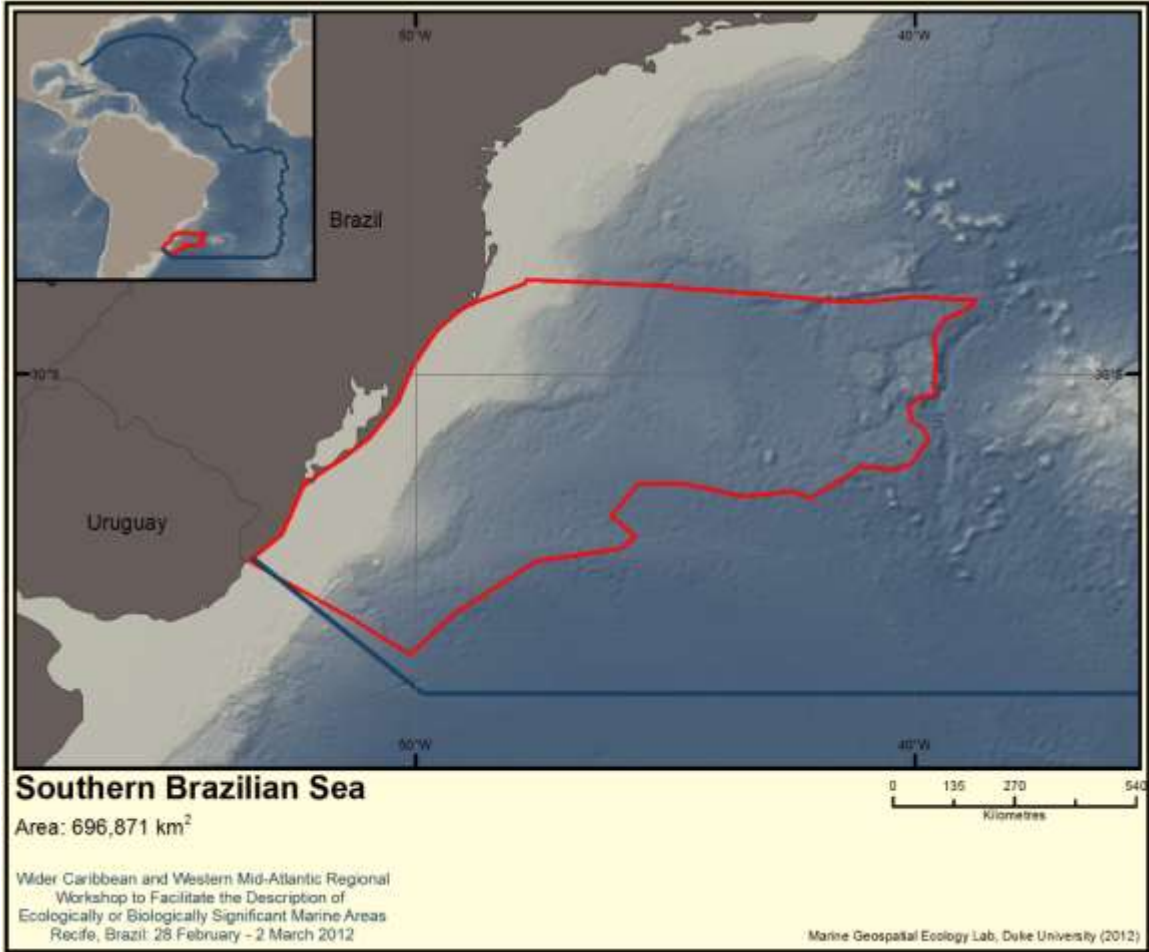 50°W
40°W
Brazil
30°S
30°S
Uruguay
50°W
40°W
Southern Brazilian Sea
Area: 696,871 km²
0 135 270 540
Kilometres
Wider Caribbean and Western Mid-Atlantic Regional
Workshop to Facilitate the Description of
Ecologically or Biologically Significant Marine Areas
Recife, Brazil: 28 February - 2 March 2012
Marine Geospatial Ecology Lab, Duke University (2012)